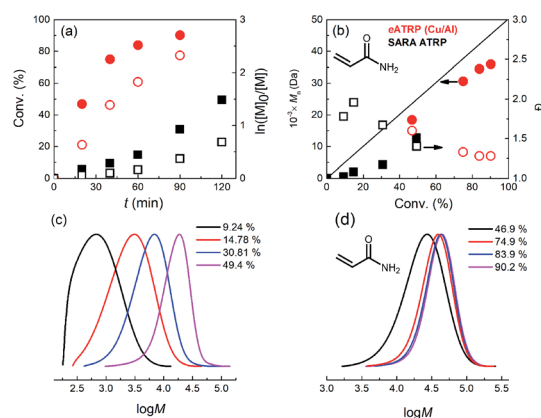 (a)
100
80
60
40
20
0
Conv. (%)
3
2
1
0
ln([M]0/[M])
0 20 40 60 80 100 120
t (min)
(b)
eATRP (Cu/Al)
SARA ATRP
O
NH2
50
40
30
20
10
0
10-3× Mn (Da)
3.0
2.5
2.0
1.5
1.0
Đ
0 20 40 60 80 100
Conv. (%)
(c)
9.24 %
14.78 %
30.81 %
49.4 %
2.5 3.0 3.5 4.0 4.5 5.0
logM
(d)
O
NH2
46.9 %
74.9 %
83.9 %
90.2 %
3.0 3.5 4.0 4.5 5.0 5.5
logM